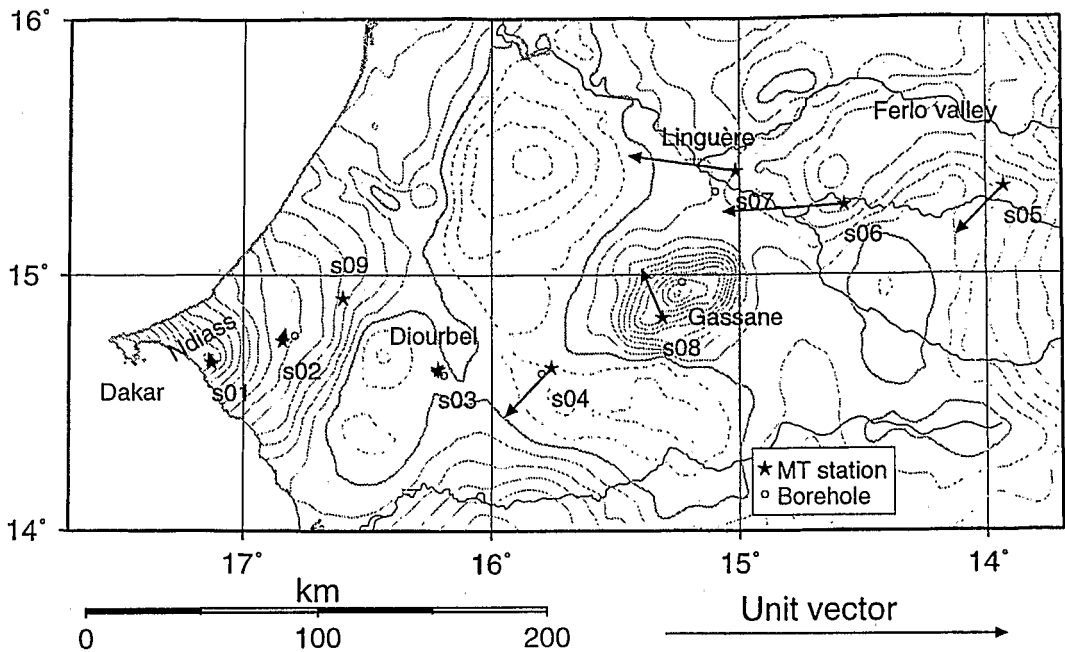 16°
Ferlo valley
Linguère
s07
s05
s06
15°
s09
Gassane
Ndiass
Diourbel
s08
s02
Dakar
s01
s03
s04
MT station
Borehole
14°
17°
16°
15°
14°
km
Unit vector
0
100
200